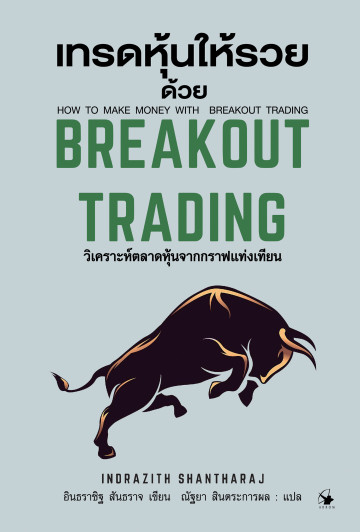 เทรดหุ้นให้รวย
ด้วย
HOW TO MAKE MONEY WITH BREAKOUT TRADING
BREAKOUT
TRADING
วิเคราะห์ตลาดหุ้นจากกราฟแท่งเทียน
INDRAZITH SHANTHARAJ
อินธราซิฐ สันธราจ เขียน ณัฐยา สินตระการผล : แปล